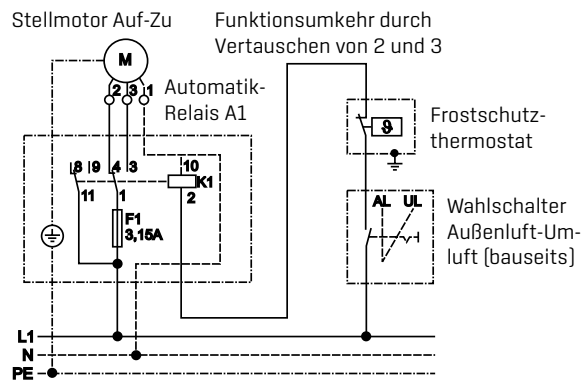 Stellmotor Auf-Zu
Funktionsumkehr durch
Vertauschen von 2 und 3
M
2 3 1
Automatik-
Relais A1
ϑ
Frostschutz-
thermostat
8 9 4 3 10
K1
11 1 2
F1
3,15A
AL UL
Wahlschalter
Außenluft-Um-
luft (bauseits)
L1
N
PE